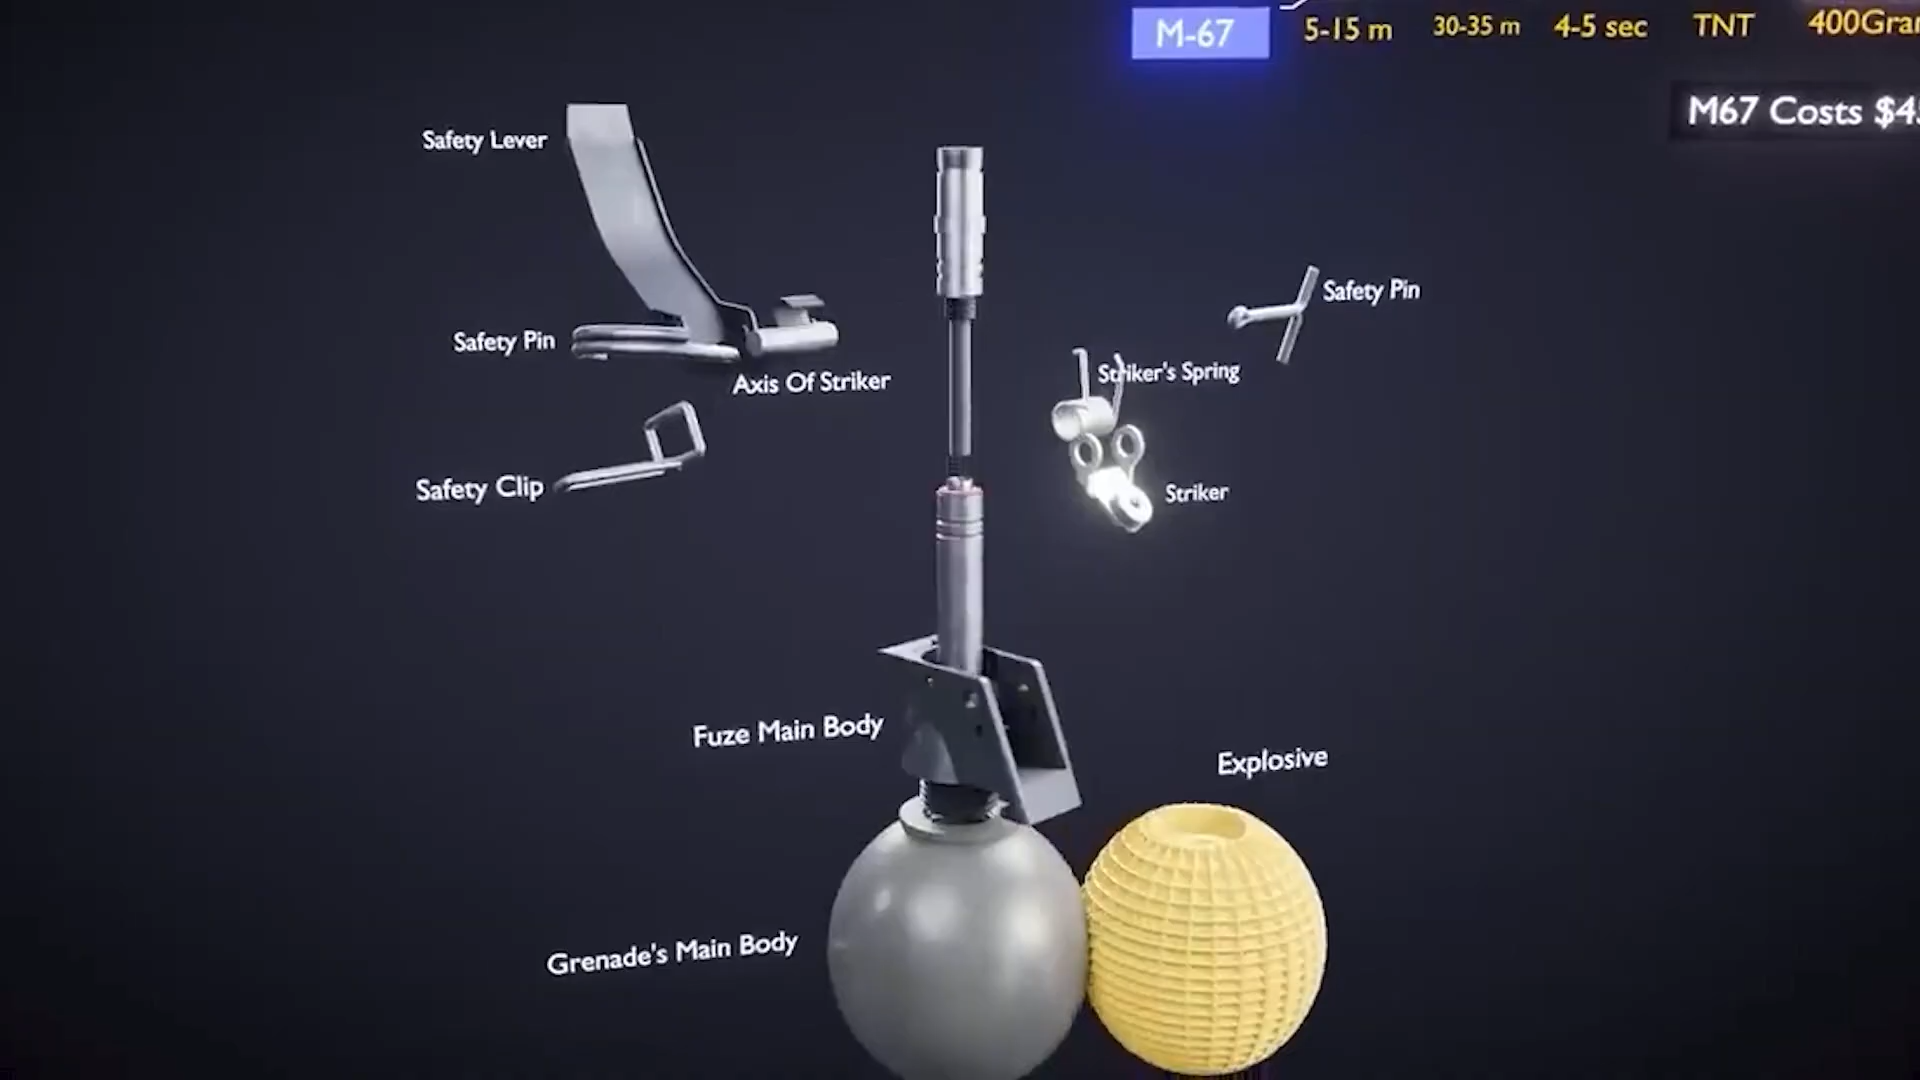 M-67 5-15 m 30-35 m 4-5 sec TNT
M67 Costs
Safety Lever
Safety Pin
Safety Pin
Striker's Spring
Axis Of Striker
Safety Clip
Striker
Fuze Main Body
Explosive
Grenade's Main Body